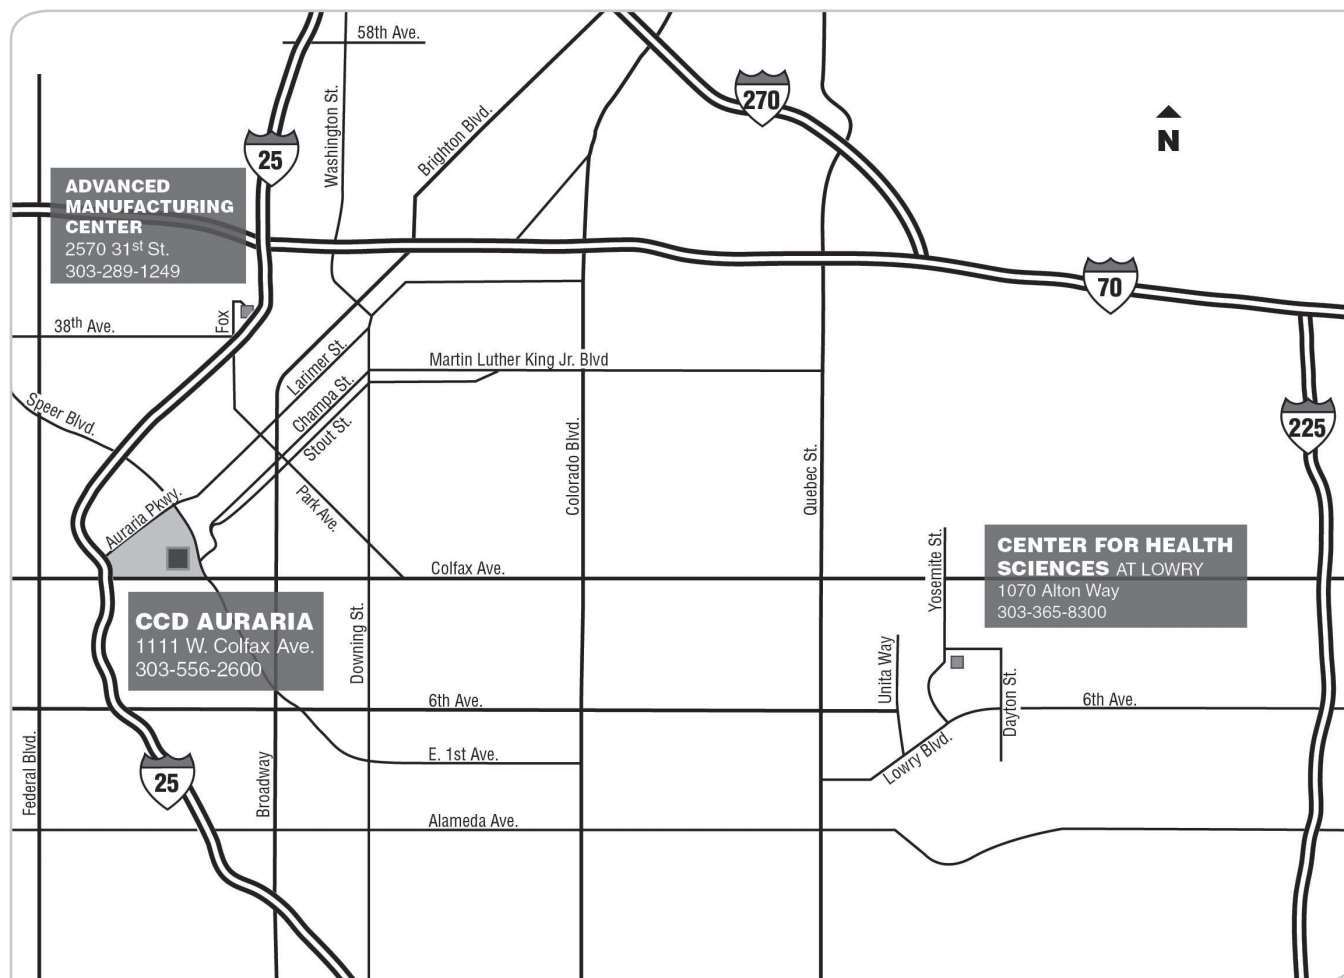 58th Ave.
Washington St.
Brighton Blvd.
270
25
N
ADVANCED
MANUFACTURING
CENTER
2570 31st St.
303-289-1249
70
Fox
38th Ave.
Larimer St.
Martin Luther King Jr. Blvd
Champa St.
Stout St.
Speer Blvd.
225
Colorado Blvd.
Quebec St.
Park Ave.
Auraria Pkwy.
Yosemite St.
CENTER FOR HEALTH
SCIENCES AT LOWRY
1070 Alton Way
303-365-8300
Colfax Ave.
CCD AURARIA
1111 W. Colfax Ave.
303-556-2600
Downing St.
Unita Way
Dayton St.
6th Ave.
6th Ave.
Federal Blvd.
Broadway
E. 1st Ave.
Lowry Blvd.
25
Alameda Ave.